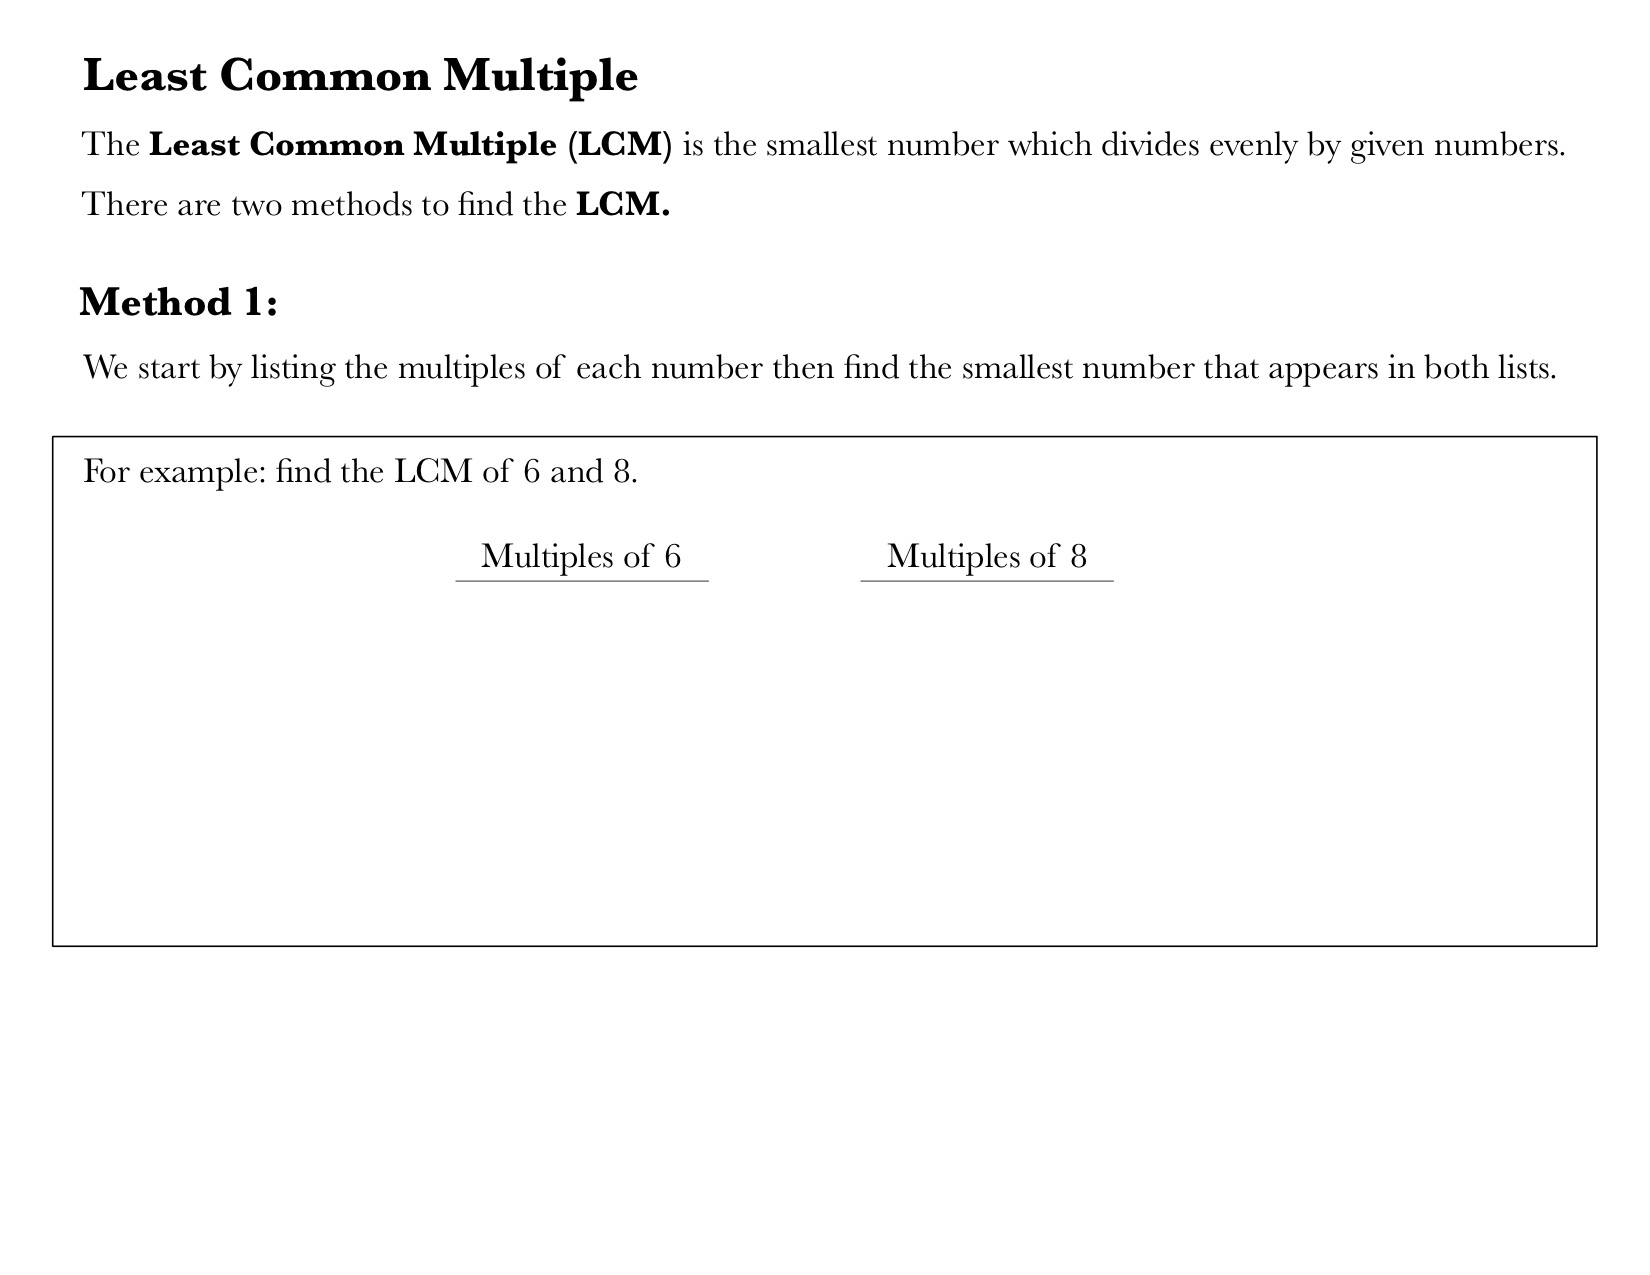 Least Common Multiple
The Least Common Multiple (LCM) is the smallest number which divides evenly by given numbers.
There are two methods to find the LCM.
Method 1:
We start by listing the multiples of each number then find the smallest number that appears in both lists.
For example: find the LCM of 6 and 8.
Multiples of 6 Multiples of 8